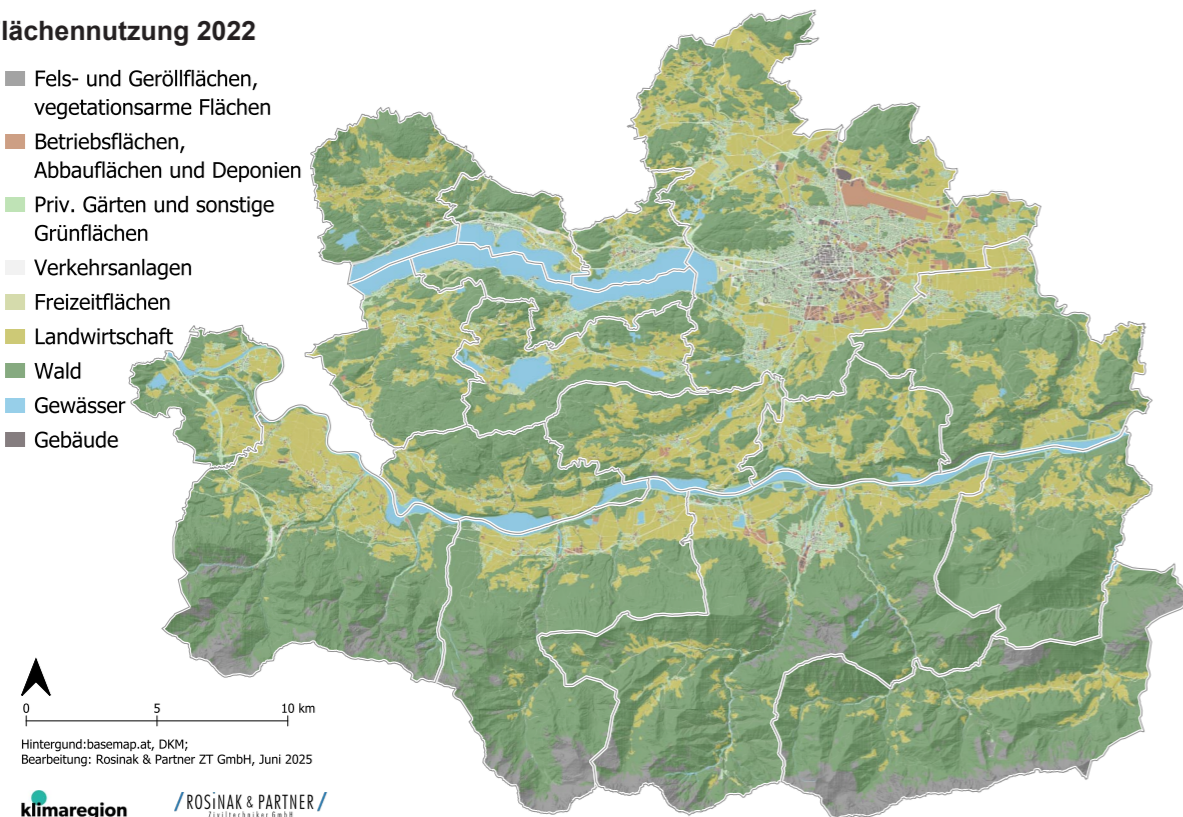 lächennutzung 2022
Fels- und Geröllflächen,
vegetationsarme Flächen
Betriebsflächen,
Abbauflächen und Deponien
Priv. Gärten und sonstige
Grünflächen
Verkehrsanlagen
Freizeitflächen
Landwirtschaft
Wald
Gewässer
Gebäude
0 5 10 km
Hintergund:basemap.at, DKM;
Bearbeitung: Rosinak & Partner ZT GmbH, Juni 2025
klimaregion
/ROSiNAK & PARTNER/
Ziviltechniker GmbH